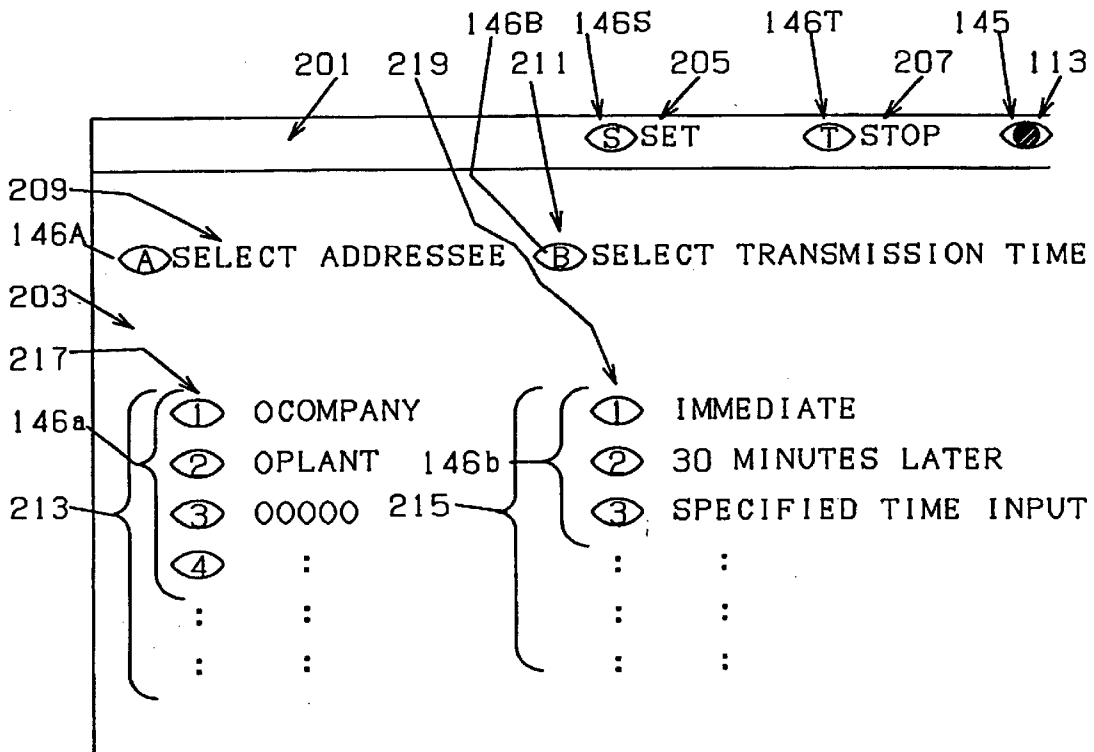 146B 146S 146T 145
201 219 211 205 207 113
S SET T STOP
209
146A A SELECT ADDRESSEE B SELECT TRANSMISSION TIME
203
217
1 OCOMPANY 1 IMMEDIATE
146a
2 OPLANT 146b 2 30 MINUTES LATER
213 3 OOOOO 215 3 SPECIFIED TIME INPUT
4 : : :
: : : :
: : : :